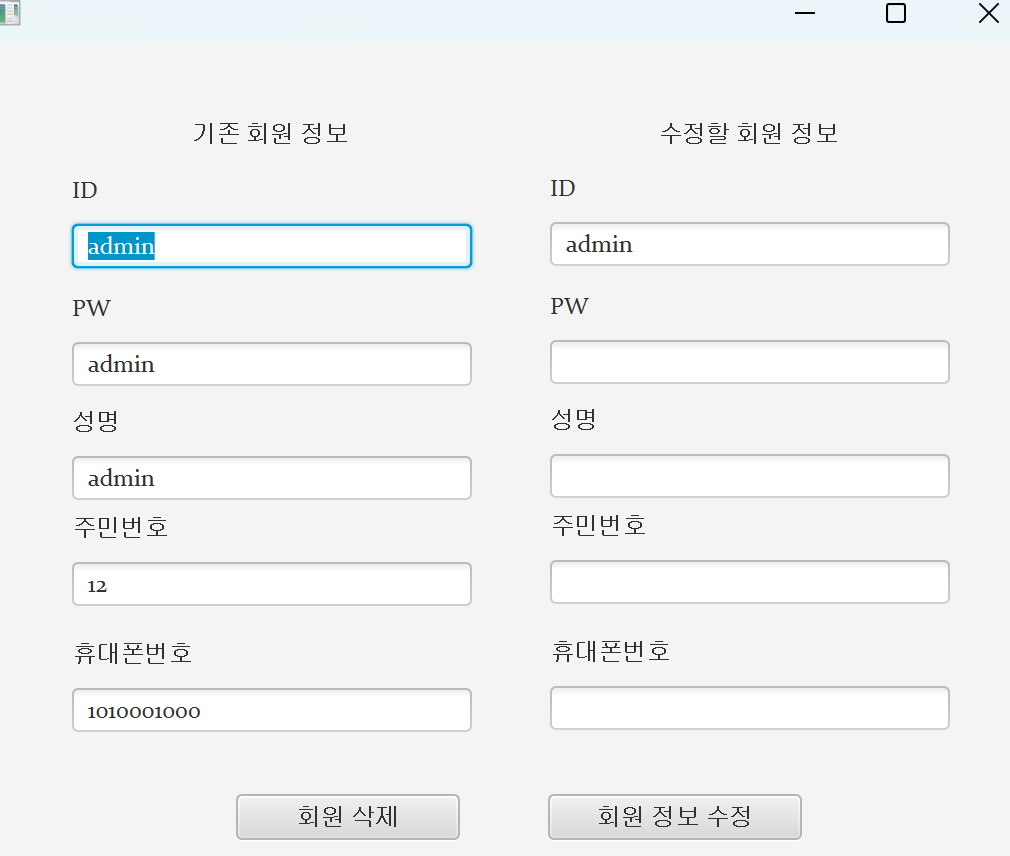 기존 회원 정보
ID
admin
PW
admin
성명
admin
주민번호
12
휴대폰번호
1010001000
회원 삭제
수정할 회원 정보
ID
admin
PW
성명
주민번호
휴대폰번호
회원 정보 수정